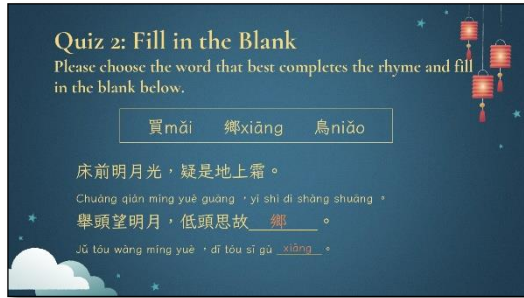 Quiz 2: Fill in the Blank
Please choose the word that best completes the rhyme and fill
in the blank below.
買mǎi 鄉xiāng 鳥niǎo
床前明月光，疑是地上霜。
Chuáng qián míng yuè guāng ，yí shì dì shàng shuāng 。
舉頭望明月，低頭思故 鄉 。
Jǔ tóu wàng míng yuè ，dī tóu sī gù xiāng 。